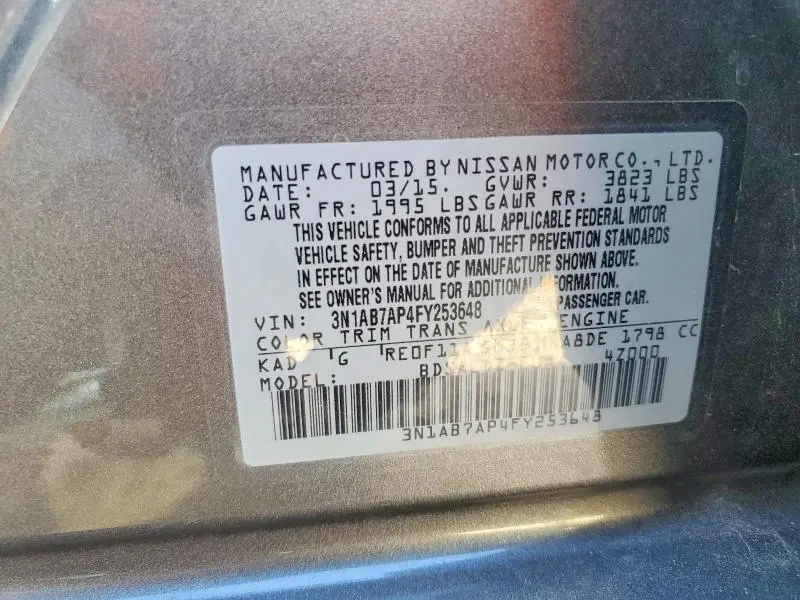 MANUFACTURED BY NISSAN MOTOR CO., LTD.
DATE: 03/15. GVWR: 3823 LBS
GAWR FR: 1995 LBS GAWR RR: 1841 LBS
THIS VEHICLE CONFORMS TO ALL APPLICABLE FEDERAL MOTOR
VEHICLE SAFETY, BUMPER AND THEFT PREVENTION STANDARDS
IN EFFECT ON THE DATE OF MANUFACTURE SHOWN ABOVE.
SEE OWNER'S MANUAL FOR ADDITIONAL INFORMATION.
VIN: 3N1AB7AP4FY253648 PASSENGER CAR.
COLOR TRIM TRANS AXLE ENGINE
KAD G 1798 CC
MODEL: 4Z000
3N1AB7AP4FY253648